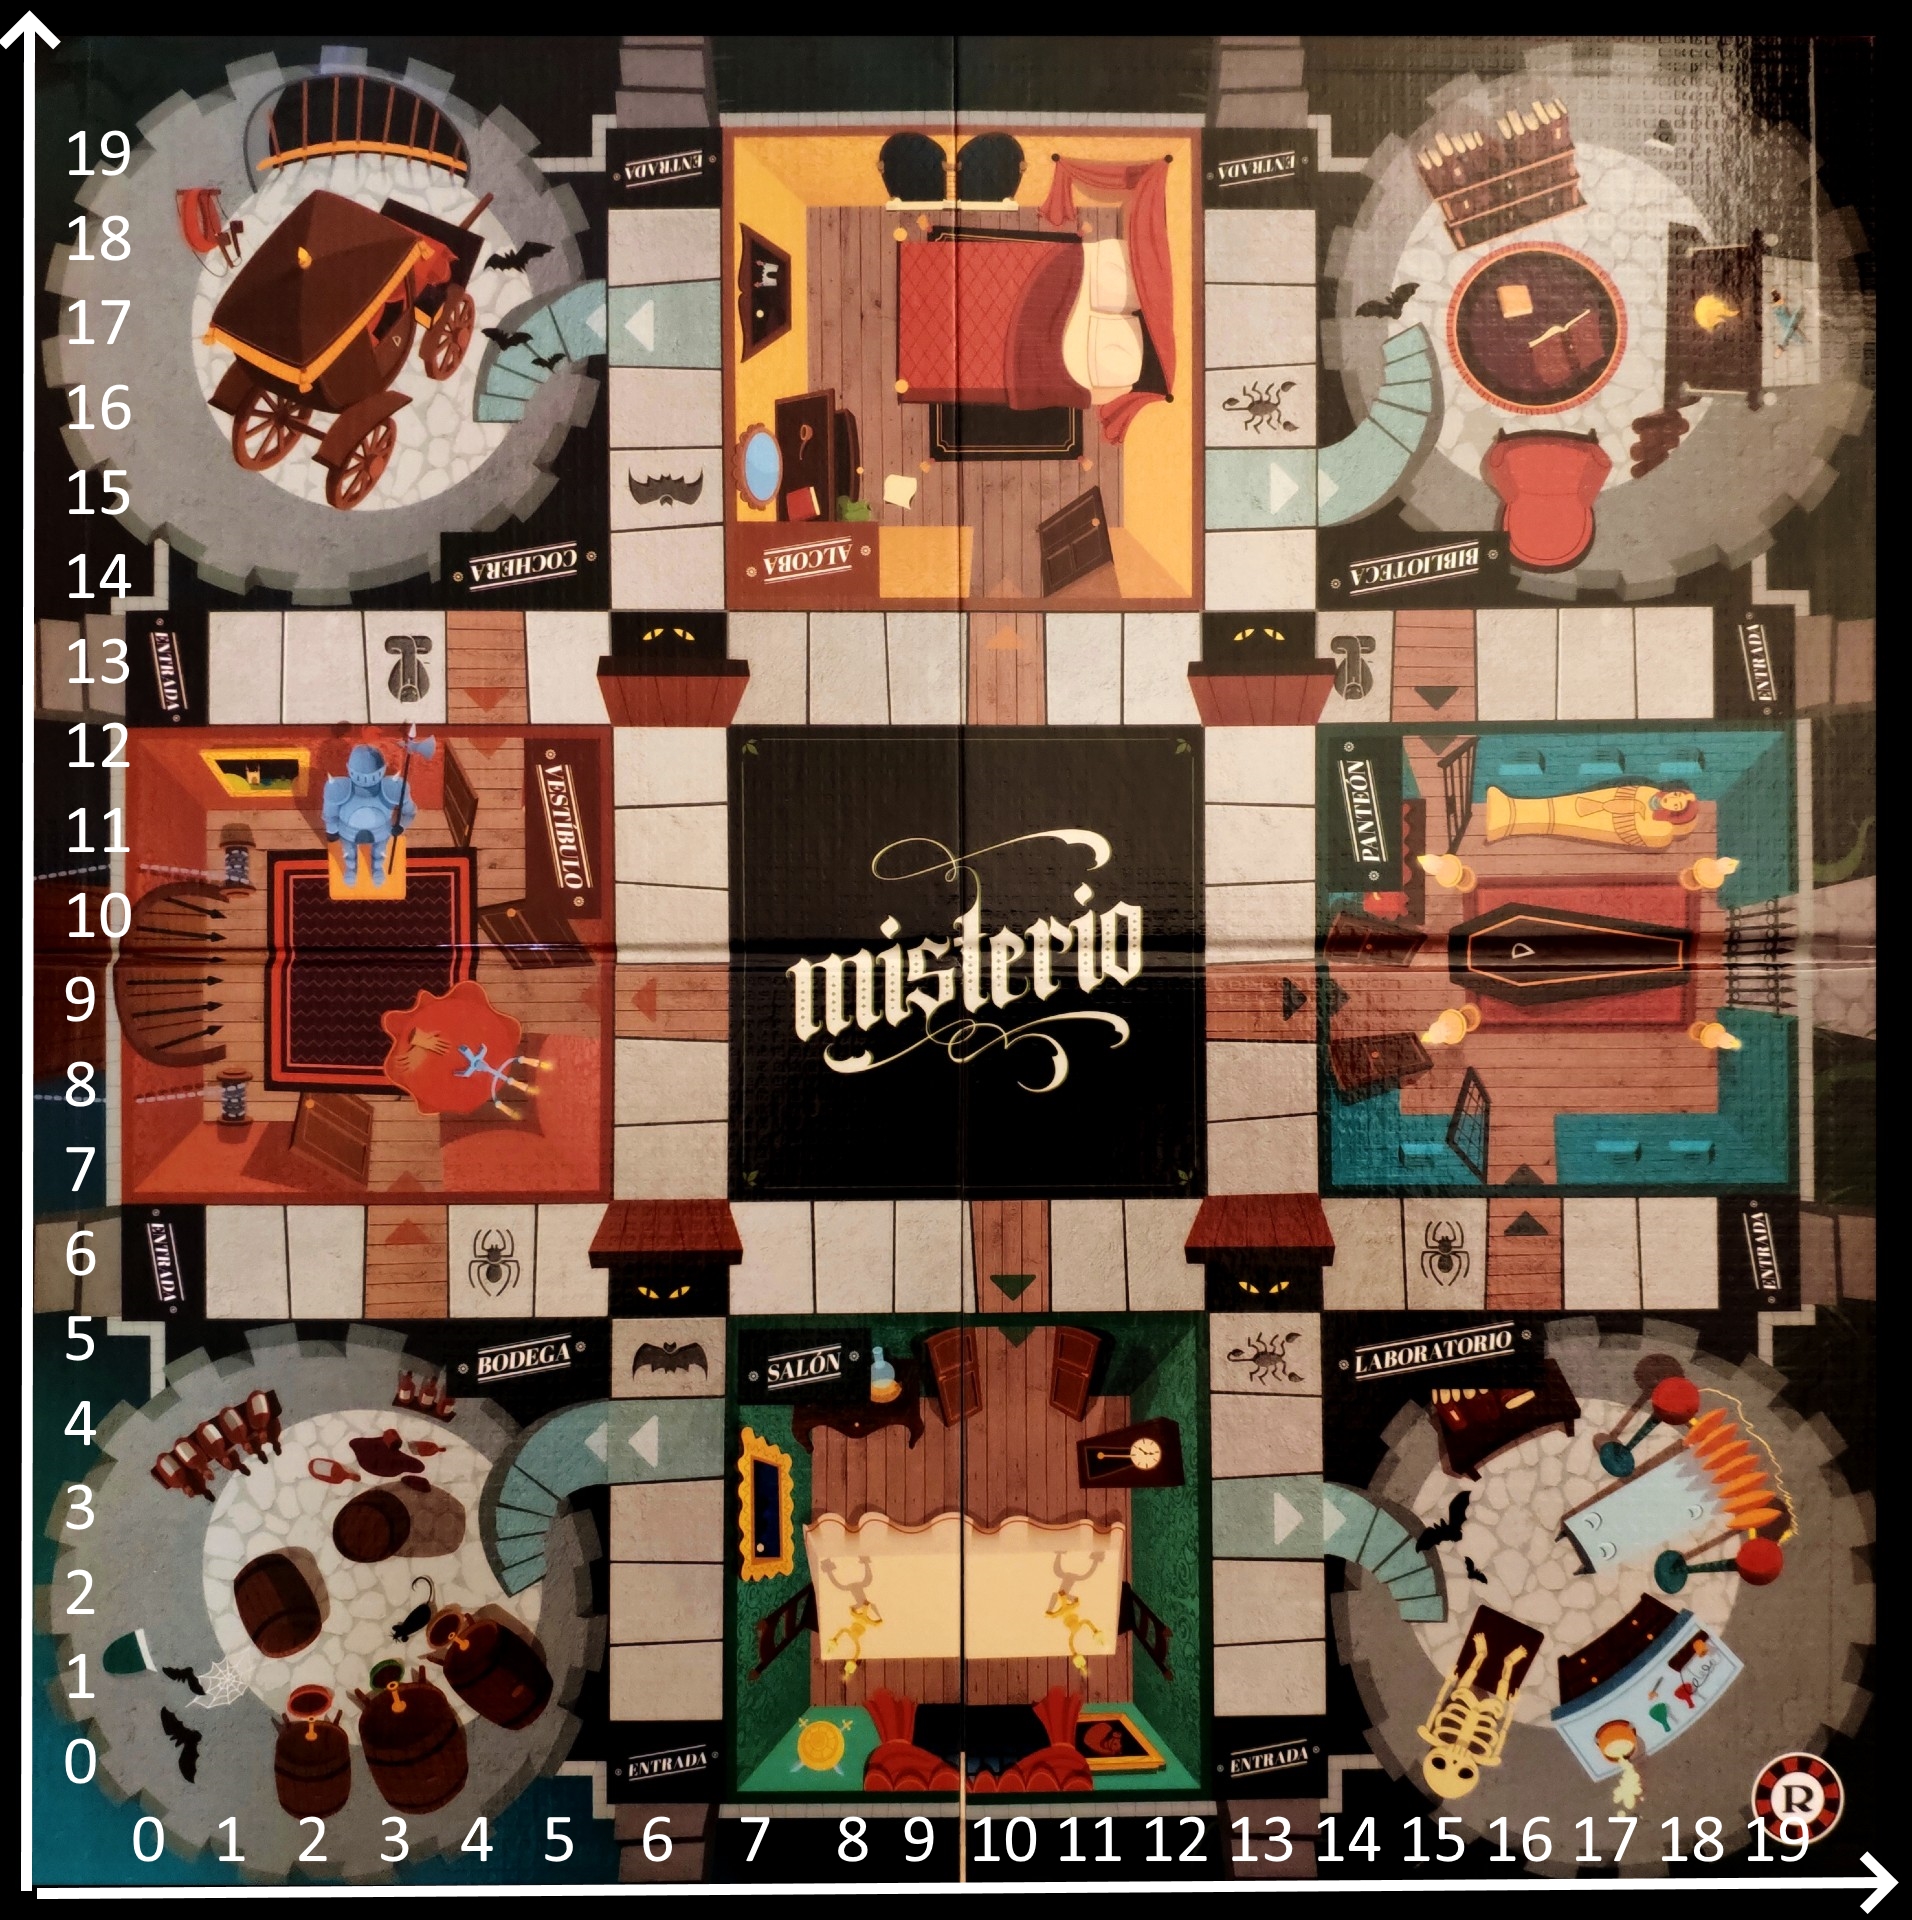 19
ENTRADA
ENTRADA
18
17
16
15
COCHERA
ALCOBA
BIBLIOTECA
14
13
ENTRADA
ENTRADA
12
VESTÍBULO
PANTEÓN
11
10
misterio
9
8
7
6
ENTRADA
ENTRADA
5
BODEGA
SALÓN
LABORATORIO
4
3
2
1
0
ENTRADA
ENTRADA
R
0 1 2 3 4 5 6 7 8 9 10 11 12 13 14 15 16 17 18 19